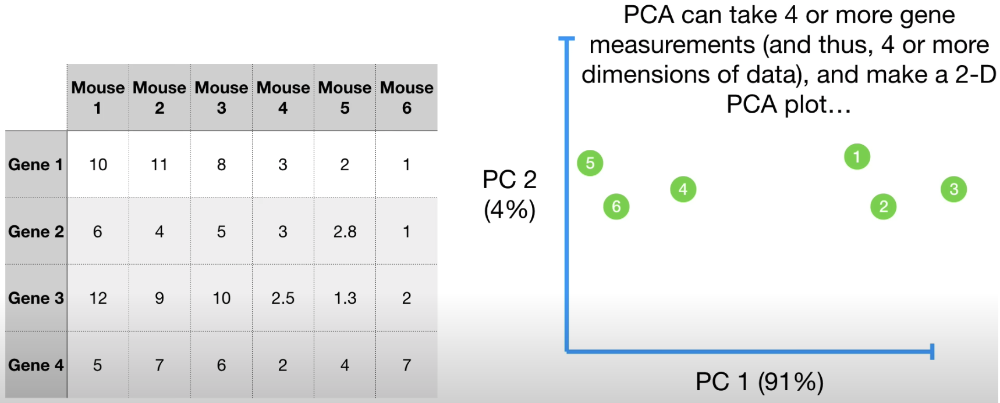 PCA can take 4 or more gene
measurements (and thus, 4 or more
dimensions of data), and make a 2-D
PCA plot...
Mouse 1 Mouse 2 Mouse 3 Mouse 4 Mouse 5 Mouse 6
Gene 1 10 11 8 3 2 1
Gene 2 6 4 5 3 2.8 1
Gene 3 12 9 10 2.5 1.3 2
Gene 4 5 7 6 2 4 7
PC 2
(4%)
5 6 4 1 2 3
PC 1 (91%)